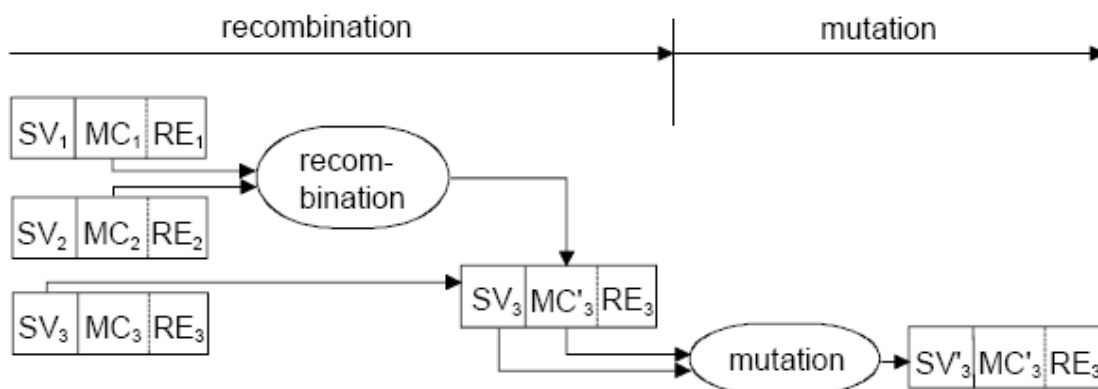 recombination
mutation
SV₁ MC₁ RE₁
recom-
bination
SV₂ MC₂ RE₂
SV₃ MC₃ RE₃
SV₃ MC'₃ RE₃
mutation
SV'₃ MC'₃ RE₃